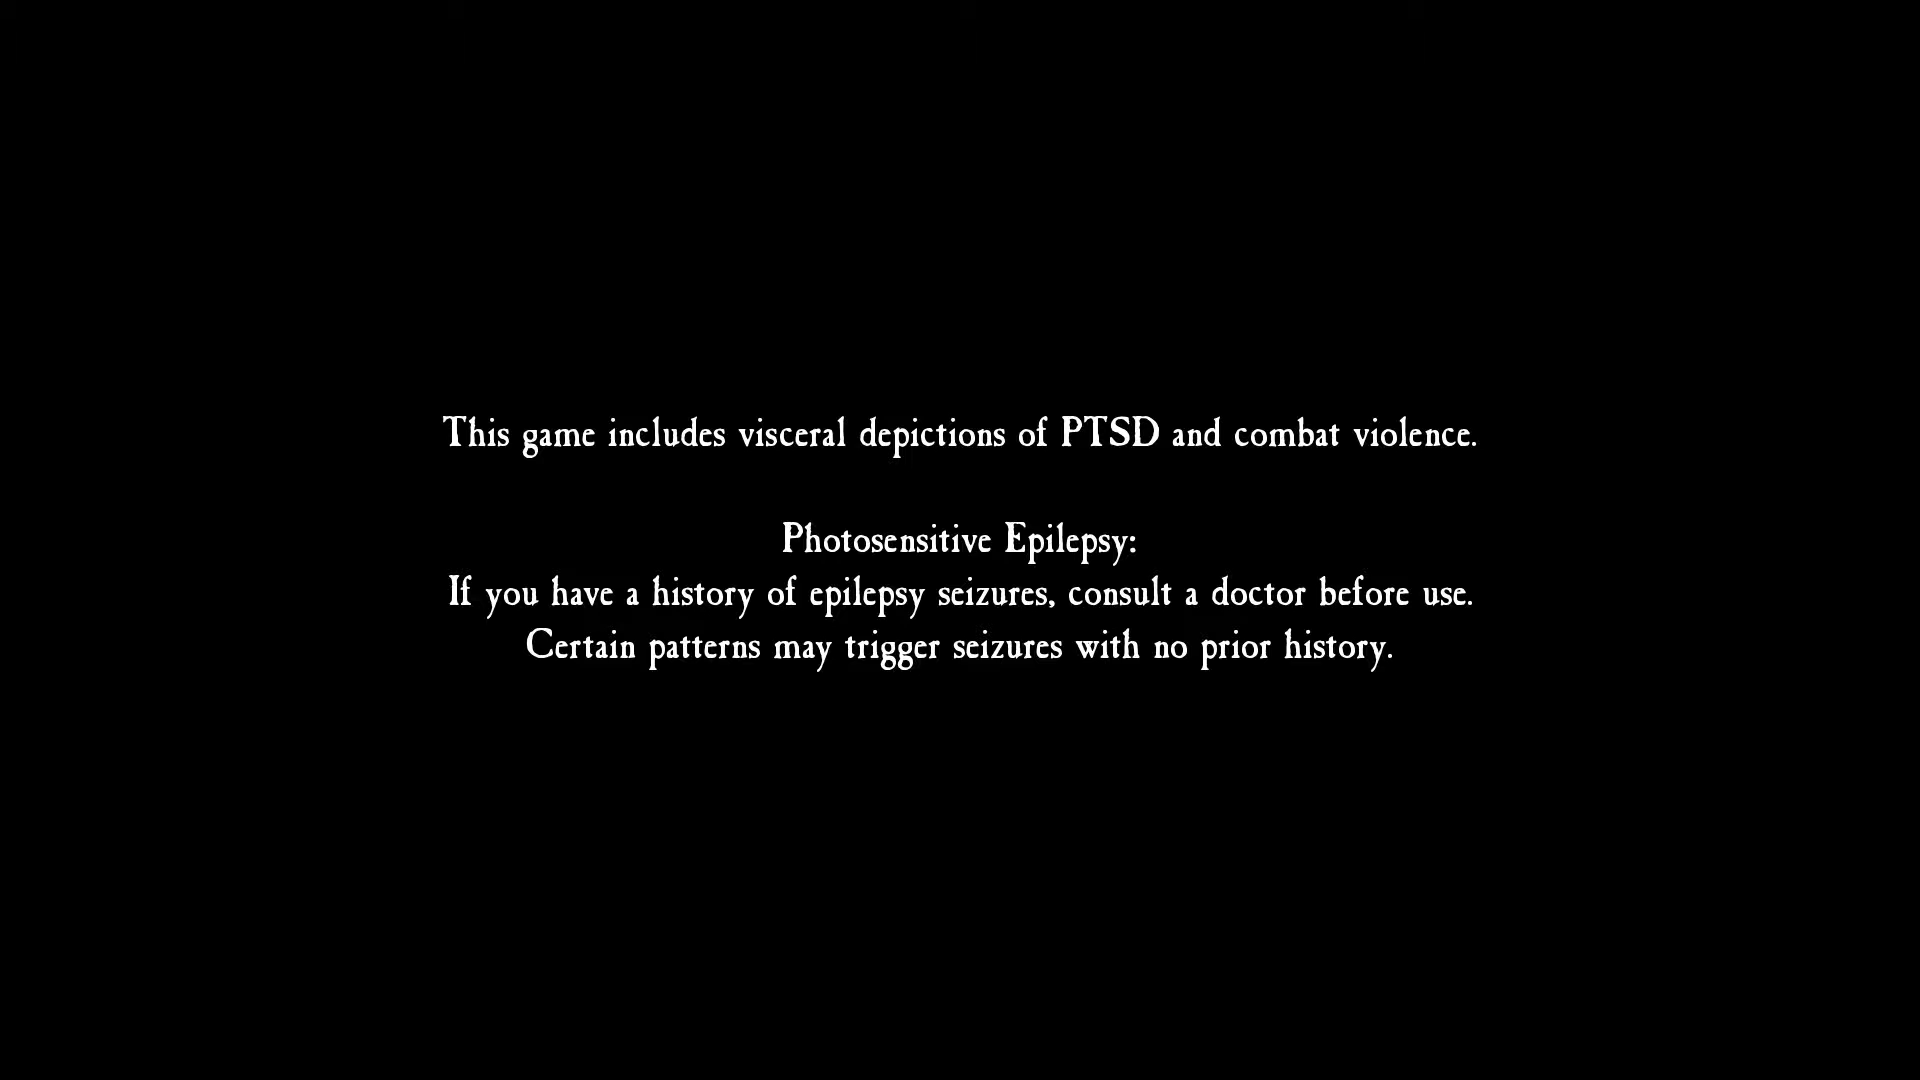 This game includes visceral depictions of PTSD and combat violence.
Photosensitive Epilepsy:
If you have a history of epilepsy seizures, consult a doctor before use.
Certain patterns may trigger seizures with no prior history.